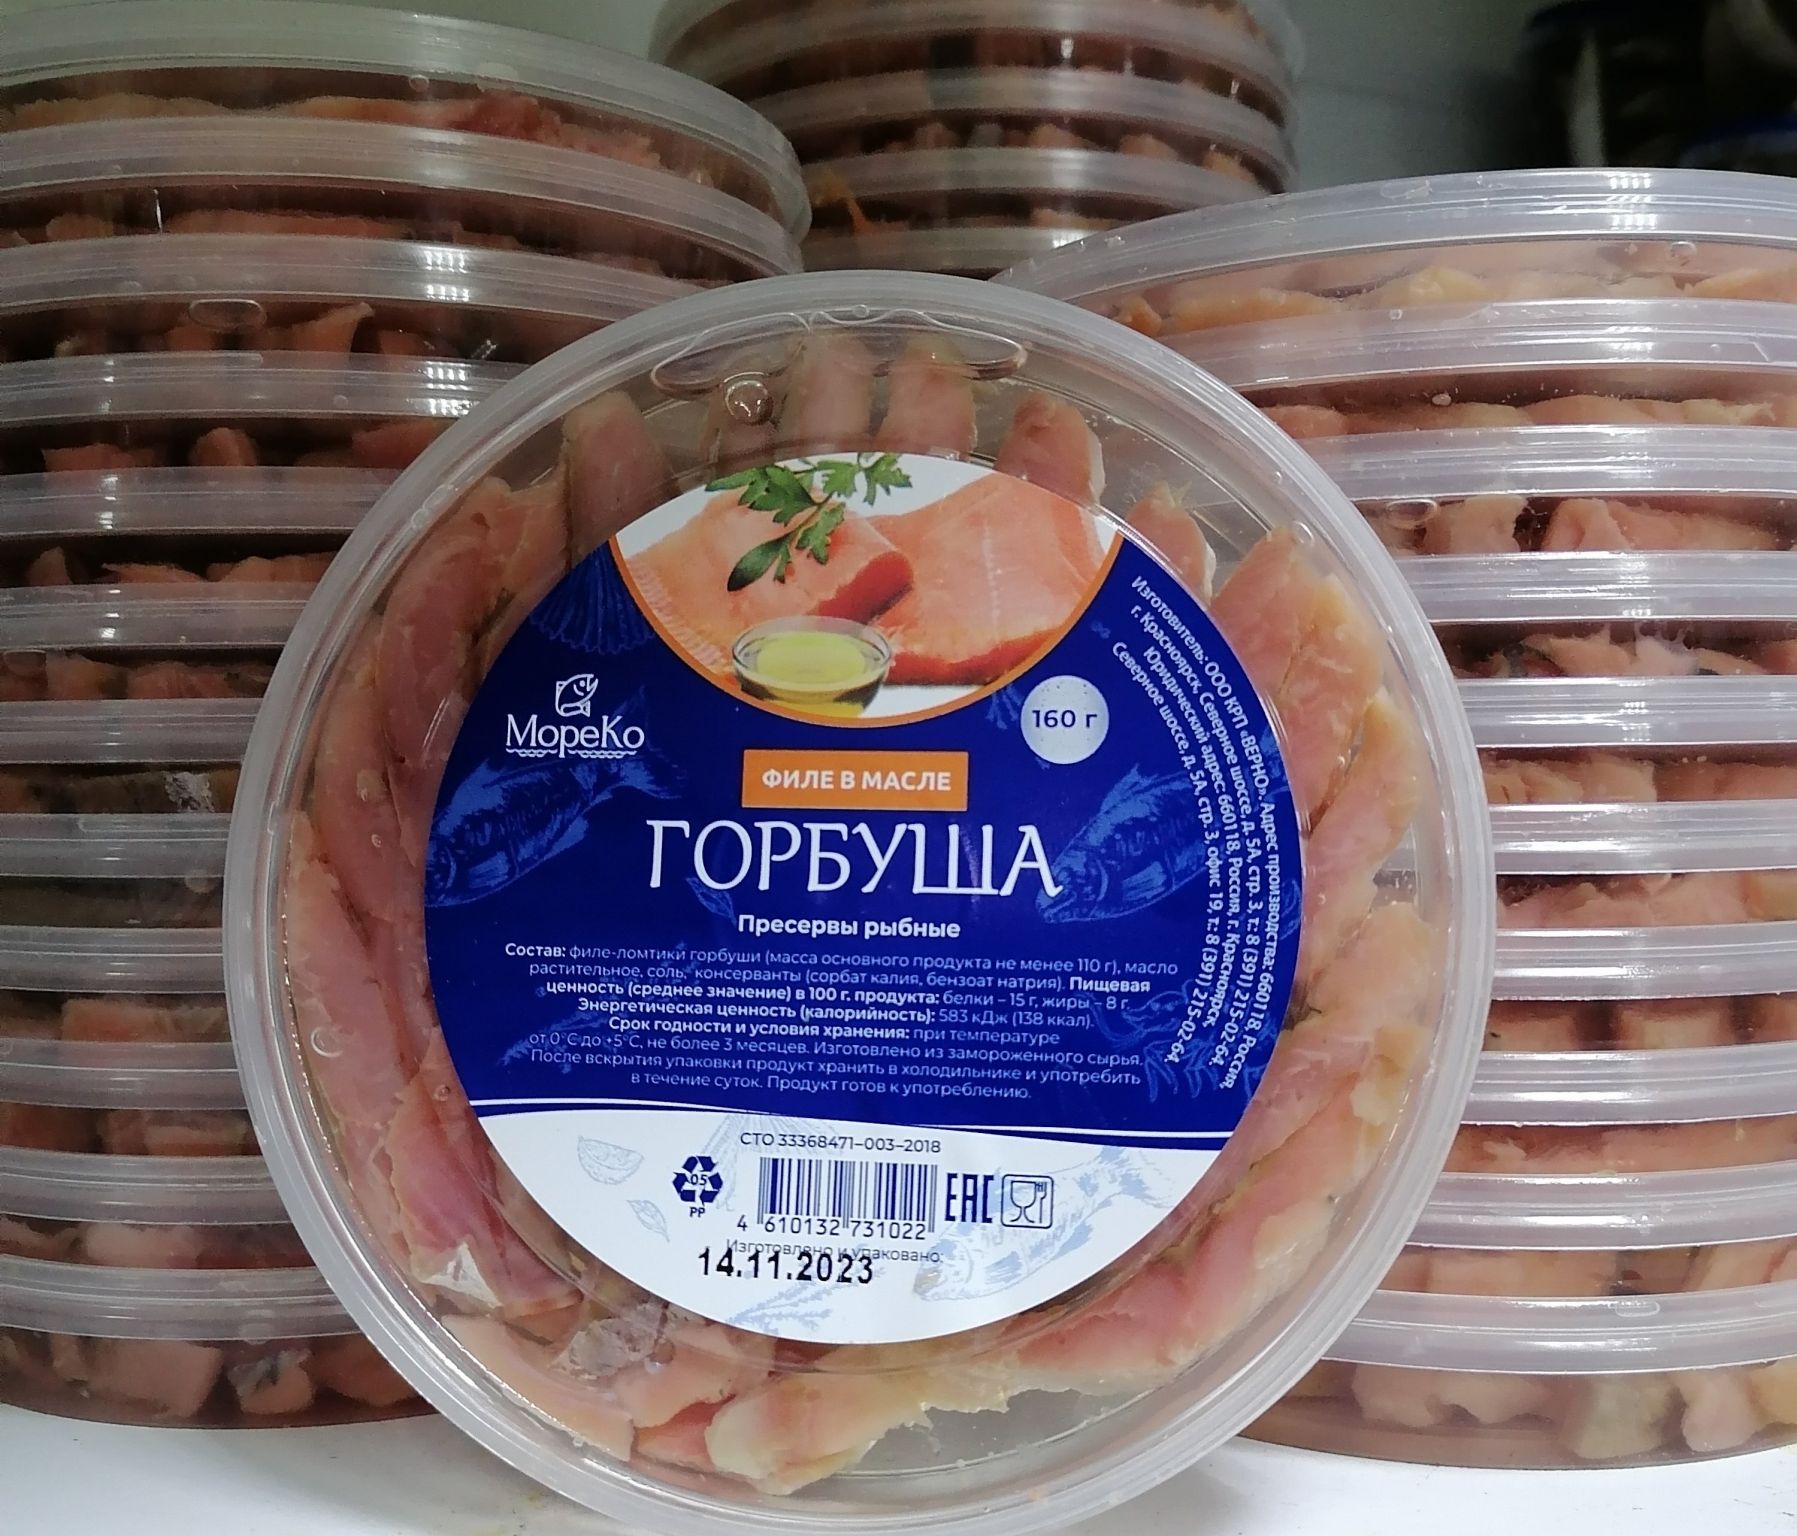 МореКо
160 г
ФИЛЕ В МАСЛЕ
ГОРБУША
Пресервы рыбные
Состав: филе-ломтики горбуши (масса основного продукта не менее 110 г), масло
растительное, соль, консерванты (сорбат калия, бензоат натрия). Пищевая
ценность (среднее значение) в 100 г. продукта: белки – 15 г, жиры – 8 г.
Энергетическая ценность (калорийность): 583 кДж (138 ккал).
Срок годности и условия хранения: при температуре
от 0°С до +5°С, не более 3 месяцев. Изготовлено из замороженного сырья.
После вскрытия упаковки продукт хранить в холодильнике и употребить
в течение суток. Продукт готов к употреблению.
Изготовитель: ООО КРП «ВЕРНО». Адрес производства: 660118, Россия,
г. Красноярск, Северное шоссе, д. 5А, стр. 3, т.: 8 (391) 215-02-64.
Юридический адрес: 660118, Россия, г. Красноярск,
Северное шоссе, д. 5А, стр. 3, офис 19, т.: 8 (391) 215-02-64.
СТО 33368471–003–2018
05
PP
4 610132 731022
EAC
Изготовлено и упаковано:
14.11.2023